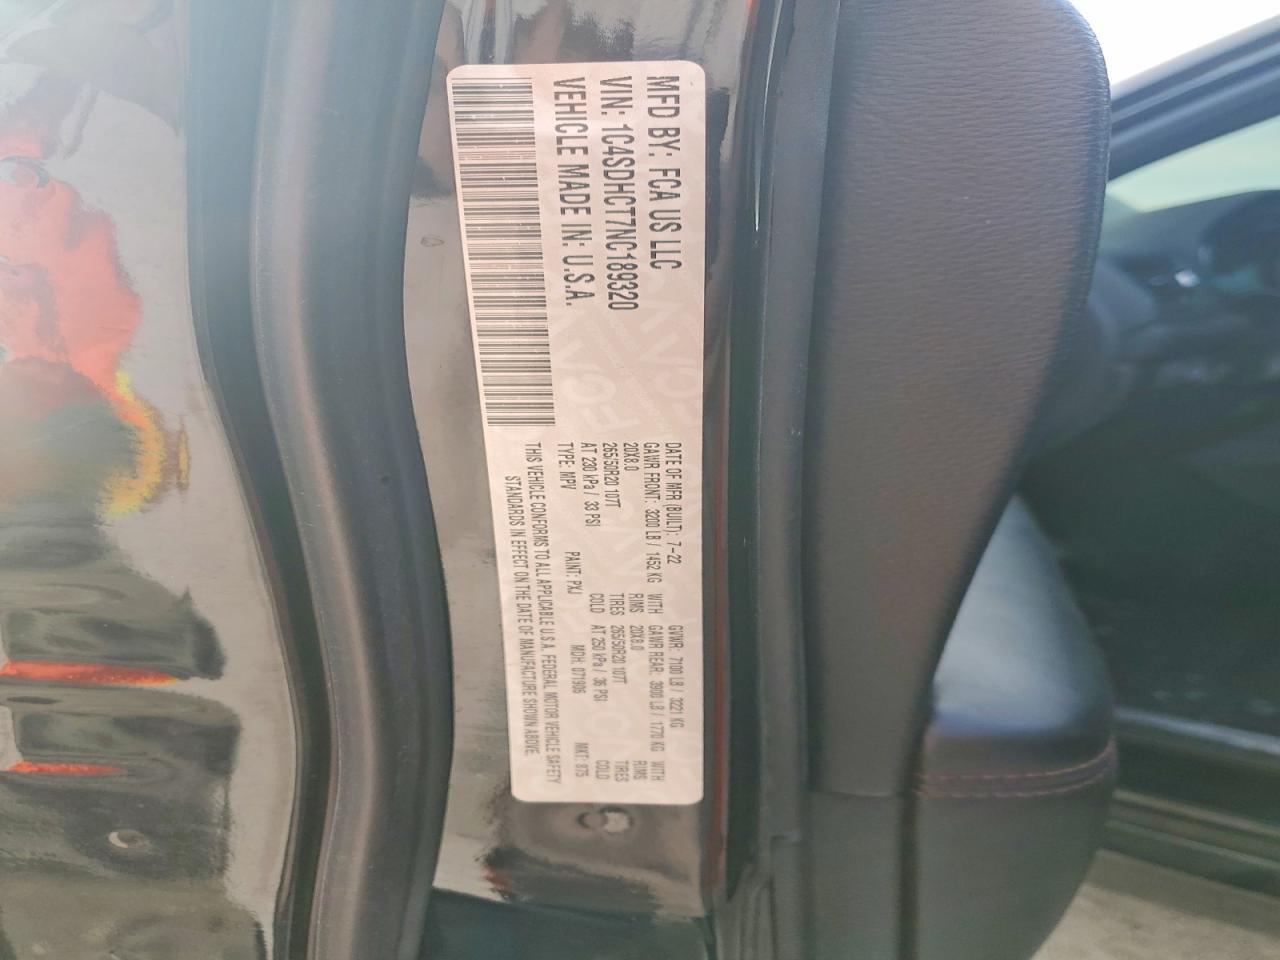 MFD BY: FCA US LLC
VIN: 1C4SDHCT7NC189320
VEHICLE MADE IN: U.S.A.
DATE OF MFR (BUILT): 7-22 GVWR: 7100 LB / 3221 KG
GAWR FRONT: 3200 LB / 1452 KG WITH GAWR REAR: 3900 LB / 1770 KG WITH
20X8.0 RIMS 20X8.0 RIMS
265/50R20 107T TIRES 265/50R20 107T TIRES
AT 230 kPa / 33 PSI COLD AT 250 kPa / 36 PSI COLD
TYPE: MPV PAINT: PXJ MDH: 071906 MKT: 875
THIS VEHICLE CONFORMS TO ALL APPLICABLE U.S.A. FEDERAL MOTOR VEHICLE SAFETY
STANDARDS IN EFFECT ON THE DATE OF MANUFACTURE SHOWN ABOVE.